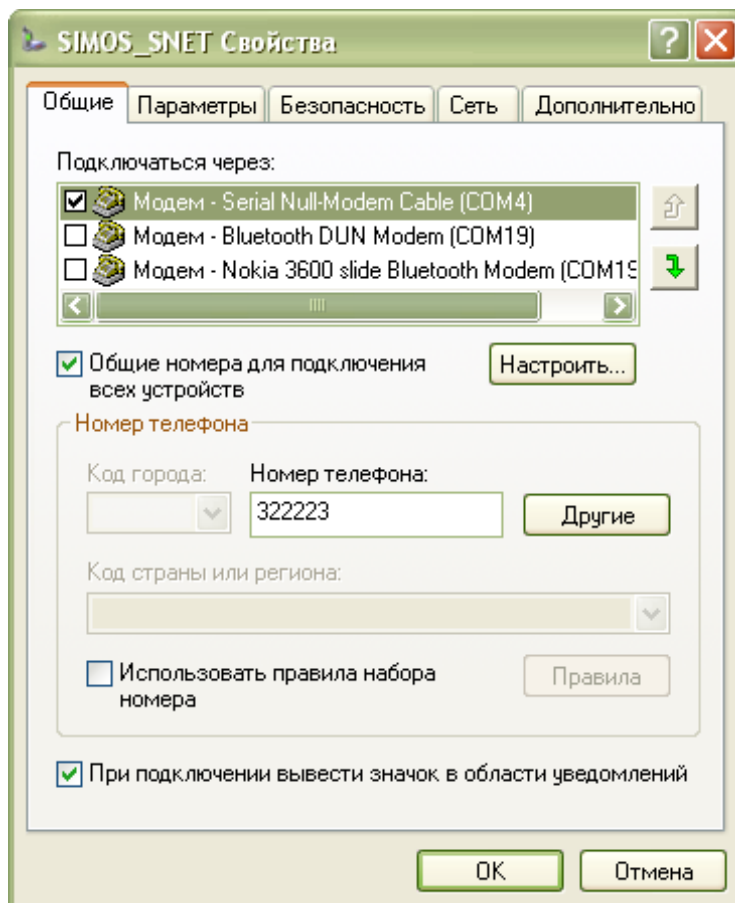 SIMOS_SNET Свойства
Общие Параметры Безопасность Сеть Дополнительно
Подключаться через:
Модем - Serial Null-Modem Cable (COM4)
Модем - Bluetooth DUN Modem (COM19)
Модем - Nokia 3600 slide Bluetooth Modem (COM19
Общие номера для подключения Настроить...
всех устройств
Номер телефона
Код города: Номер телефона:
322223 Другие
Код страны или региона:
Использовать правила набора Правила
номера
При подключении вывести значок в области уведомлений
OK Отмена